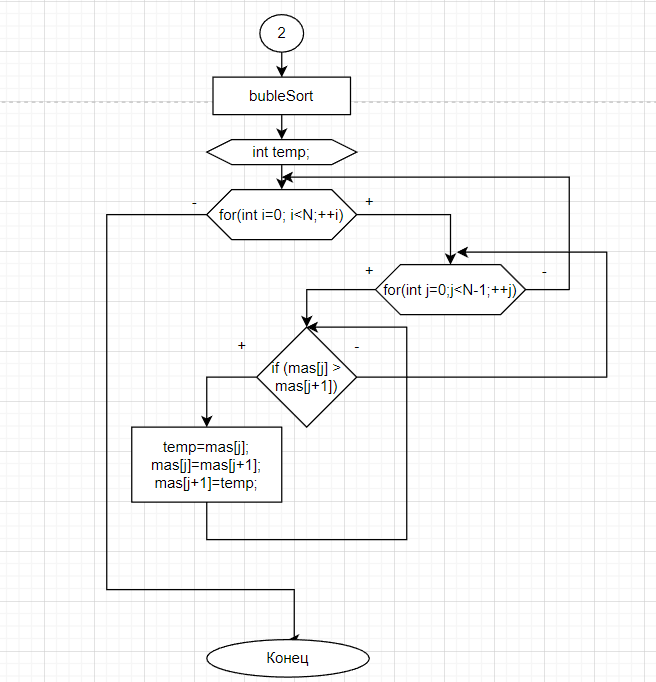 2
bubleSort
int temp;
-
+
for(int i=0; i<N;++i)
+
-
for(int j=0;j<N-1;++j)
+
-
if (mas[j] >
mas[j+1])
temp=mas[j];
mas[j]=mas[j+1];
mas[j+1]=temp;
Конец